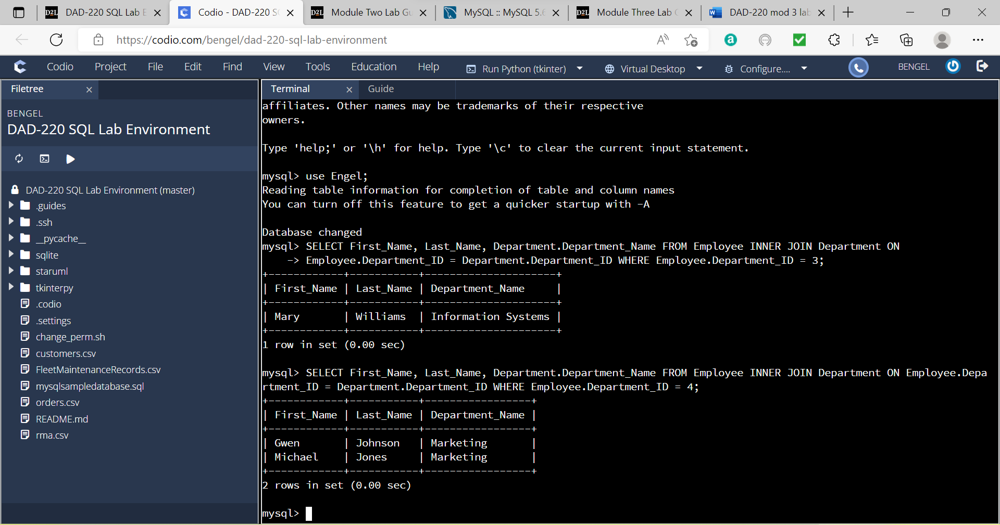 D2L DAD-220 SQL Lab E
Codio - DAD-220 S
D2L Module Two Lab G
MySQL :: MySQL 5.
D2L Module Three Lab
DAD-220 mod 3 lab
https://codio.com/bengel/dad-220-sql-lab-environment
Codio Project File Edit Find View Tools Education Help Run Python (tkinter) Virtual Desktop Configure.... BENGEL
Filetree
BENGEL
DAD-220 SQL Lab Environment
DAD-220 SQL Lab Environment (master)
.guides
.ssh
__pycache__
sqlite
staruml
tkinterpy
.codio
.settings
change_perm.sh
customers.csv
FleetMaintenanceRecords.csv
mysqlsampledatabase.sql
orders.csv
README.md
rma.csv
Terminal Guide
affiliates. Other names may be trademarks of their respective
owners.
Type 'help;' or '\h' for help. Type '\c' to clear the current input statement.
mysql> use Engel;
Reading table information for completion of table and column names
You can turn off this feature to get a quicker startup with -A
Database changed
mysql> SELECT First_Name, Last_Name, Department.Department_Name FROM Employee INNER JOIN Department ON
    -> Employee.Department_ID = Department.Department_ID WHERE Employee.Department_ID = 3;
+------------+-----------+---------------------+
| First_Name | Last_Name | Department_Name     |
+------------+-----------+---------------------+
| Mary       | Williams  | Information Systems |
+------------+-----------+---------------------+
1 row in set (0.00 sec)
mysql> SELECT First_Name, Last_Name, Department.Department_Name FROM Employee INNER JOIN Department ON Employee.Depa
rtment_ID = Department.Department_ID WHERE Employee.Department_ID = 4;
+------------+-----------+-----------------+
| First_Name | Last_Name | Department_Name |
+------------+-----------+-----------------+
| Gwen       | Johnson   | Marketing       |
| Michael    | Jones     | Marketing       |
+------------+-----------+-----------------+
2 rows in set (0.00 sec)
mysql>